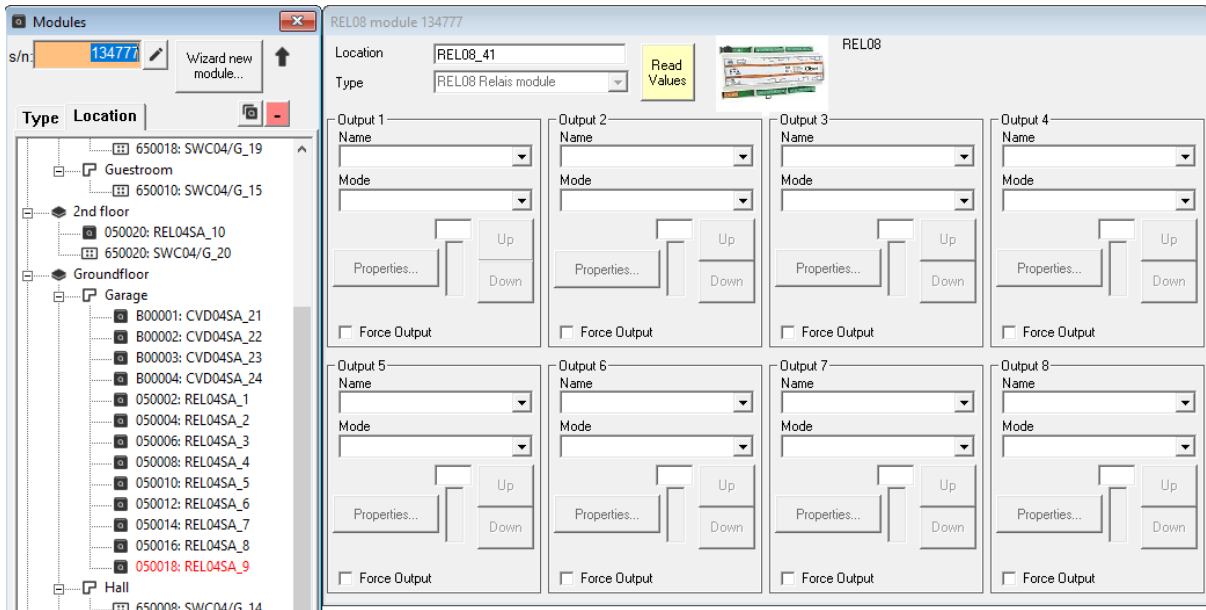 Modules
s/n:
134777
Wizard new
module...
Type
Location
-
650018: SWC04/G_19
Guestroom
650010: SWC04/G_15
2nd floor
050020: REL04SA_10
650020: SWC04/G_20
Groundfloor
Garage
B00001: CVD04SA_21
B00002: CVD04SA_22
B00003: CVD04SA_23
B00004: CVD04SA_24
050002: REL04SA_1
050004: REL04SA_2
050006: REL04SA_3
050008: REL04SA_4
050010: REL04SA_5
050012: REL04SA_6
050014: REL04SA_7
050016: REL04SA_8
050018: REL04SA_9
Hall
650008: SWC04/G_14
REL08 module 134777
Location
REL08_41
Type
REL08 Relais module
Read
Values
REL08
Output 1
Name
Mode
Properties...
Up
Down
Force Output
Output 2
Name
Mode
Properties...
Up
Down
Force Output
Output 3
Name
Mode
Properties...
Up
Down
Force Output
Output 4
Name
Mode
Properties...
Up
Down
Force Output
Output 5
Name
Mode
Properties...
Up
Down
Force Output
Output 6
Name
Mode
Properties...
Up
Down
Force Output
Output 7
Name
Mode
Properties...
Up
Down
Force Output
Output 8
Name
Mode
Properties...
Up
Down
Force Output